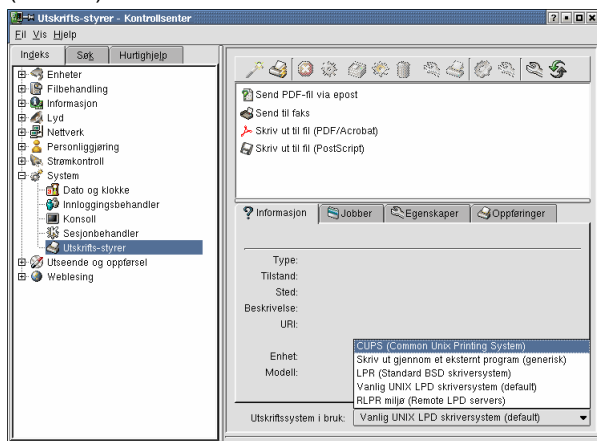 Utskrifts-styrer - Kontrollsenter
Fil Vis Hjelp
Indeks Søk Hurtighjelp
Enheter
Filbehandling
Informasjon
Lyd
Nettverk
Personliggjøring
Strømkontroll
System
Dato og klokke
Innloggingsbehandler
Konsoll
Sesjonbehandler
Utskrifts-styrer
Utseende og oppførsel
Weblesing
Send PDF-fil via epost
Send til faks
Skriv ut til fil (PDF/Acrobat)
Skriv ut til fil (PostScript)
Informasjon Jobber Egenskaper Oppføringer
Type:
Tilstand:
Sted:
Beskrivelse:
URI:
Enhet:
Modell:
CUPS (Common Unix Printing System)
Skriv ut gjennom et eksternt program (generisk)
LPR (Standard BSD skriversystem)
Vanlig UNIX LPD skriversystem (default)
RLPR miljø (Remote LPD servers)
Utskriftssystem i bruk: Vanlig UNIX LPD skriversystem (default)